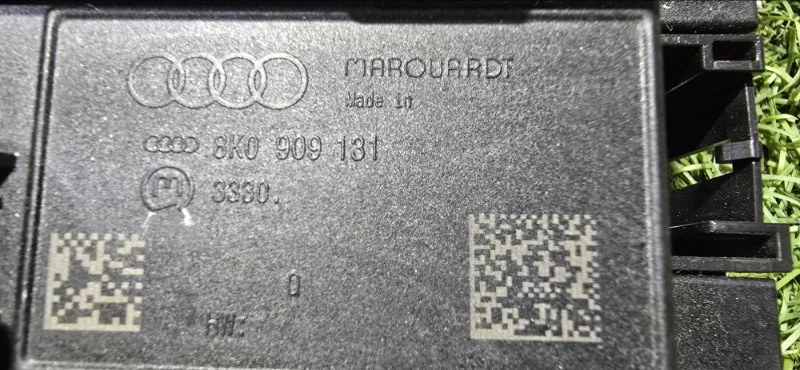 MARQUARDT
Made in
8K0 909 131
3330.
0
HW: